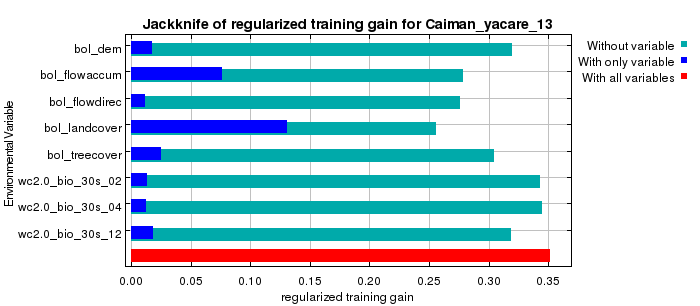 Jackknife of regularized training gain for Caiman_yacare_13
Environmental Variable
bol_dem
bol_flowaccum
bol_flowdirec
bol_landcover
bol_treecover
wc2.0_bio_30s_02
wc2.0_bio_30s_04
wc2.0_bio_30s_12
Without variable
With only variable
With all variables
0.00 0.05 0.10 0.15 0.20 0.25 0.30 0.35
regularized training gain